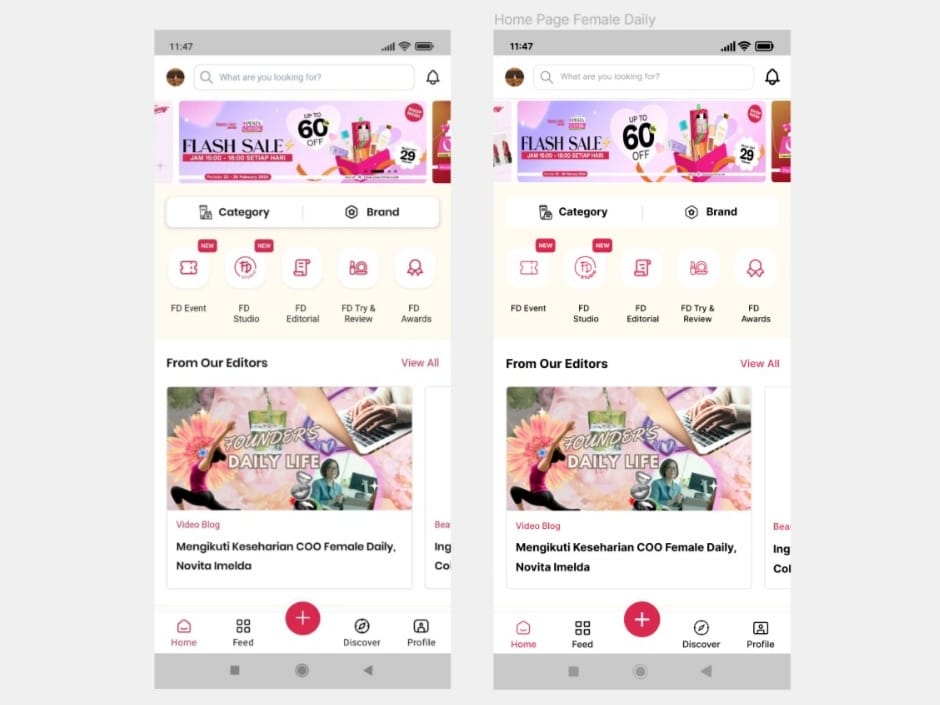 Home Page Female Daily
11:47
What are you looking for?
FLASH SALE
JAM 15:00 - 18:00 SETIAP HARI
UP TO
60%
OFF
29
Category
Brand
NEW
NEW
FD Event
FD
Studio
FD
Editorial
FD Try &
Review
FD
Awards
From Our Editors
View All
FOUNDER'S
DAILY LIFE
Video Blog
Mengikuti Keseharian COO Female Daily,
Novita Imelda
Bea
Ing
Col
Home
Feed
Discover
Profile
11:47
What are you looking for?
FLASH SALE
JAM 15:00 - 18:00 SETIAP HARI
UP TO
60%
OFF
29
Category
Brand
NEW
NEW
FD Event
FD
Studio
FD
Editorial
FD Try &
Review
FD
Awards
From Our Editors
View All
FOUNDER'S
DAILY LIFE
Video Blog
Mengikuti Keseharian COO Female Daily,
Novita Imelda
Bea
Ing
Col
Home
Feed
Discover
Profile